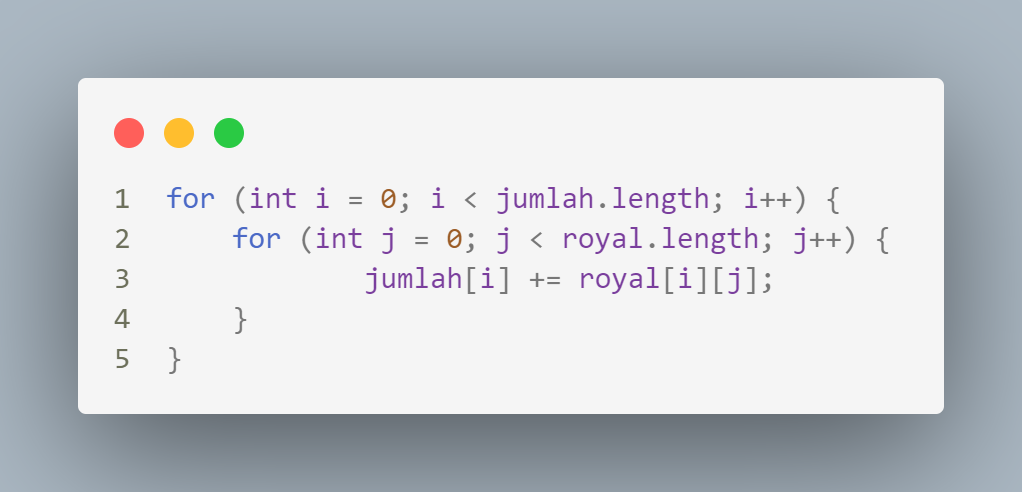 1 for (int i = 0; i < jumlah.length; i++) {
2     for (int j = 0; j < royal.length; j++) {
3             jumlah[i] += royal[i][j];
4     }
5 }